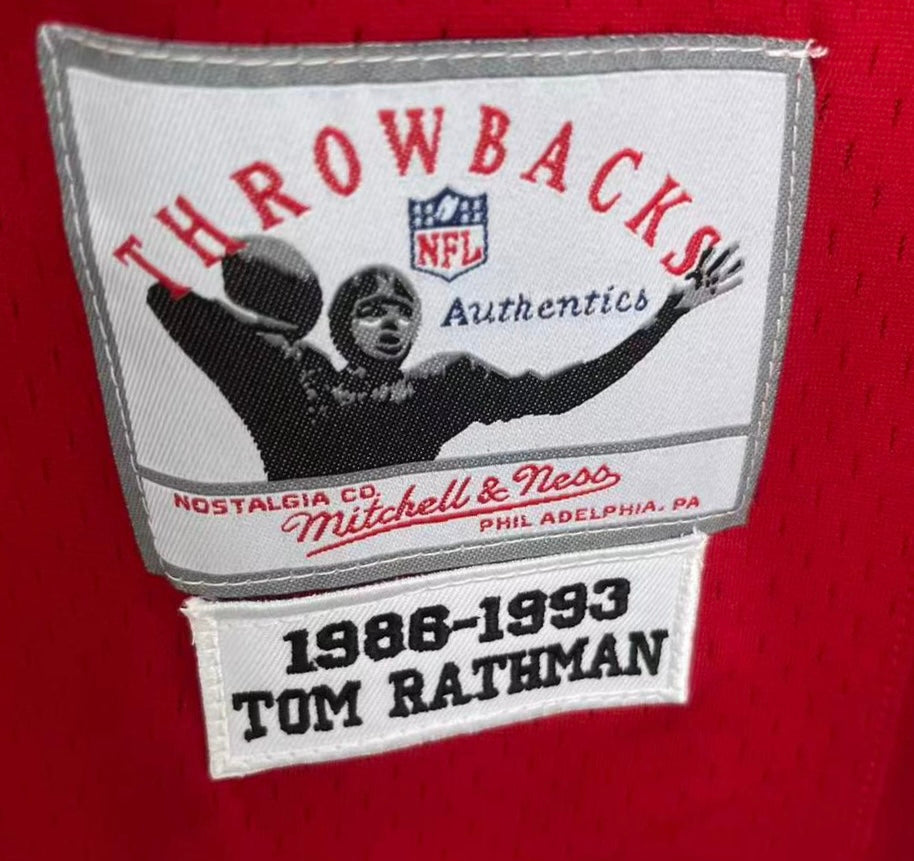 THROWBACKS
NFL
Authentics
NOSTALGIA CO.
Mitchell & Ness
PHILADELPHIA, PA
1986-1993
TOM RATHMAN